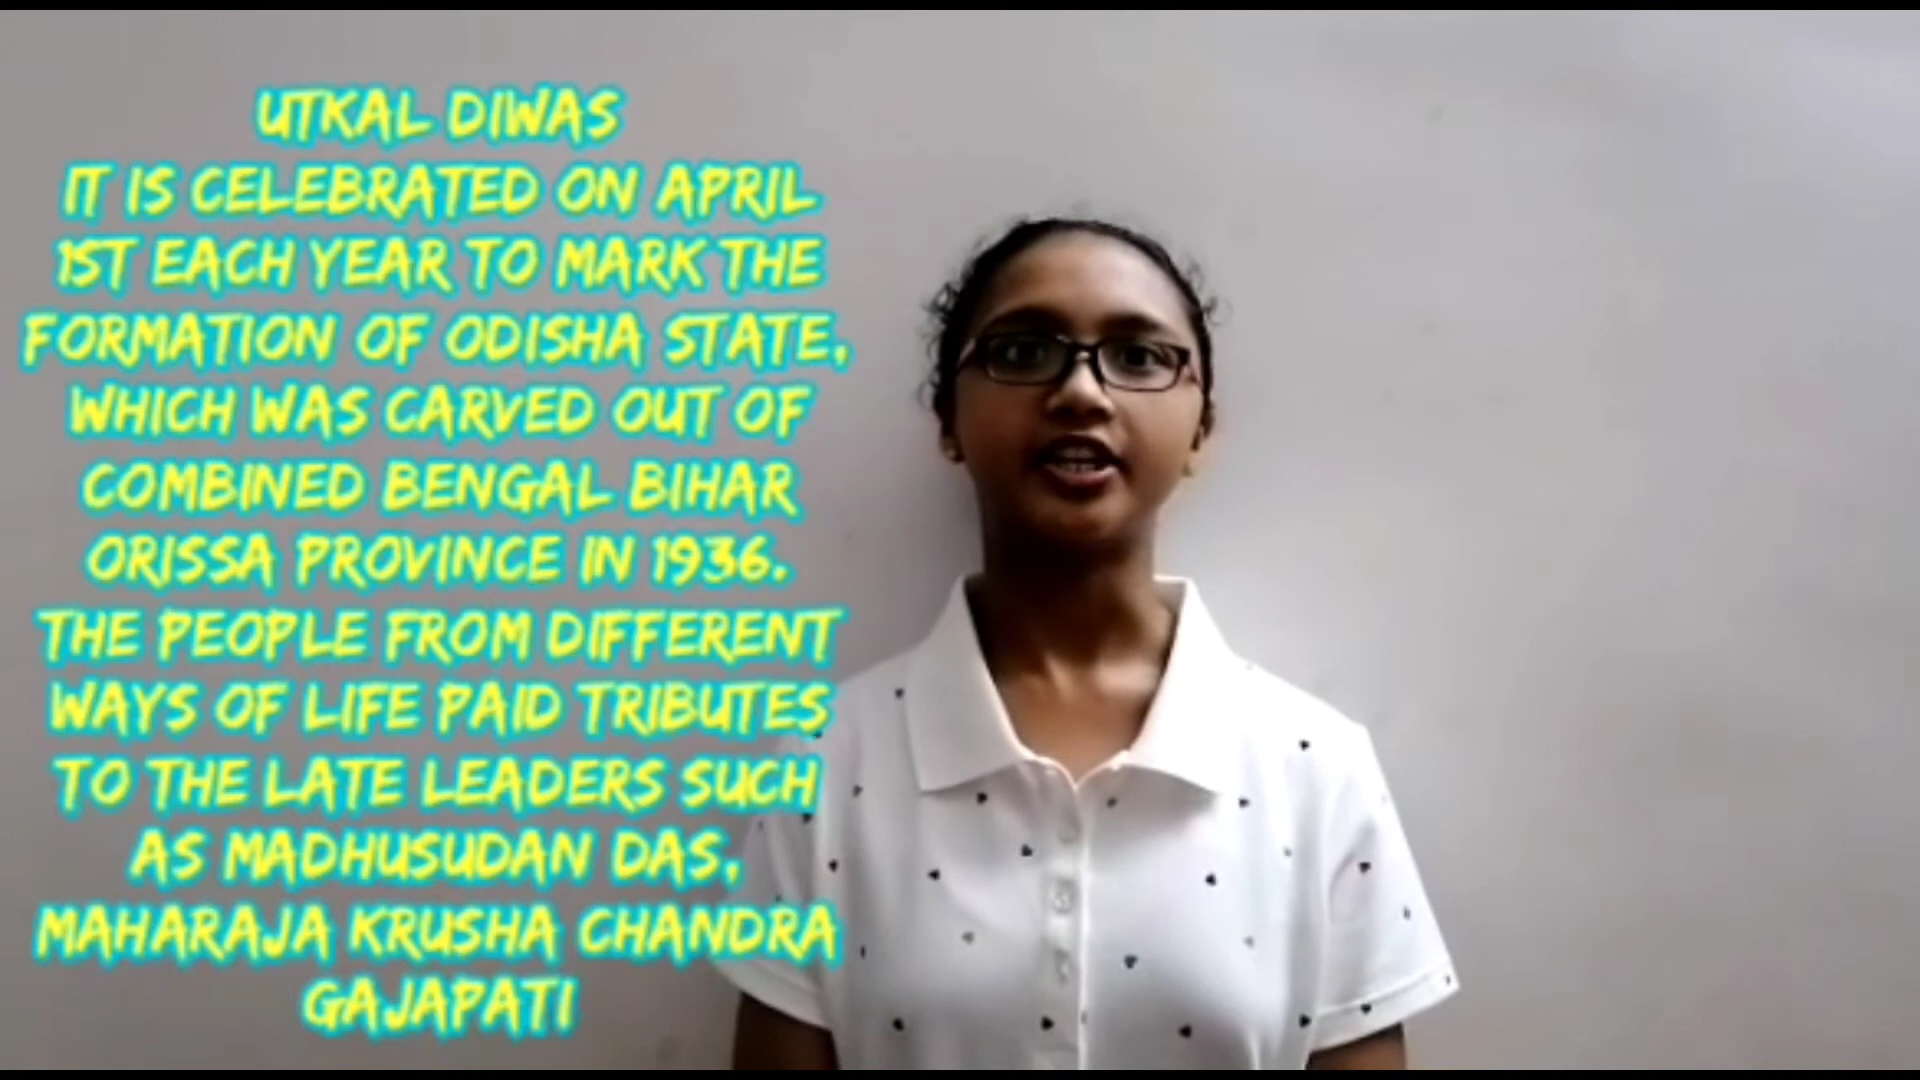 UTKAL DIWAS
IT IS CELEBRATED ON APRIL
1ST EACH YEAR TO MARK THE
FORMATION OF ODISHA STATE,
WHICH WAS CARVED OUT OF
COMBINED BENGAL BIHAR
ORISSA PROVINCE IN 1936.
THE PEOPLE FROM DIFFERENT
WAYS OF LIFE PAID TRIBUTES
TO THE LATE LEADERS SUCH
AS MADHUSUDAN DAS,
MAHARAJA KRUSHA CHANDRA
GAJAPATI